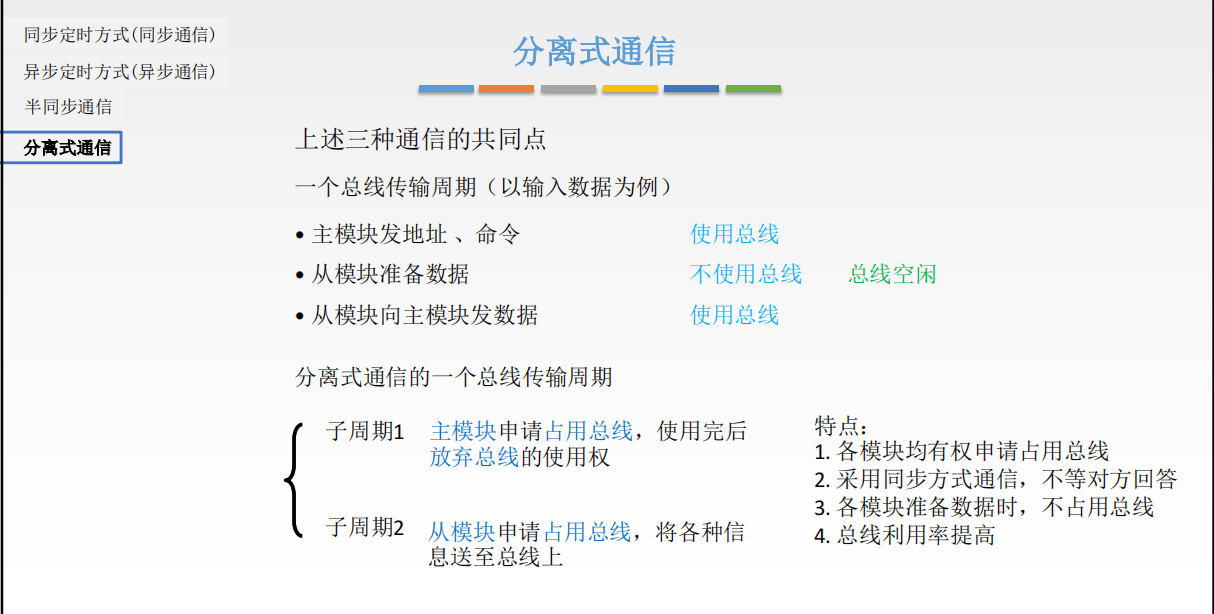 同步定时方式(同步通信)
异步定时方式(异步通信)
半同步通信
分离式通信
分离式通信
上述三种通信的共同点
一个总线传输周期（以输入数据为例）
• 主模块发地址 、命令 使用总线
• 从模块准备数据 不使用总线 总线空闲
• 从模块向主模块发数据 使用总线
分离式通信的一个总线传输周期
子周期1 主模块申请占用总线，使用完后
放弃总线的使用权
子周期2 从模块申请占用总线，将各种信
息送至总线上
特点：
1. 各模块均有权申请占用总线
2. 采用同步方式通信，不等对方回答
3. 各模块准备数据时，不占用总线
4. 总线利用率提高